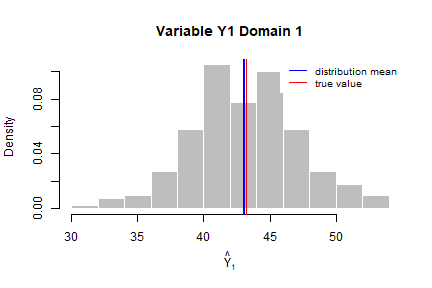 Variable Y1 Domain 1
distribution mean
true value
Density
0.00 0.04 0.08
30 35 40 45 50
Ŷ₁